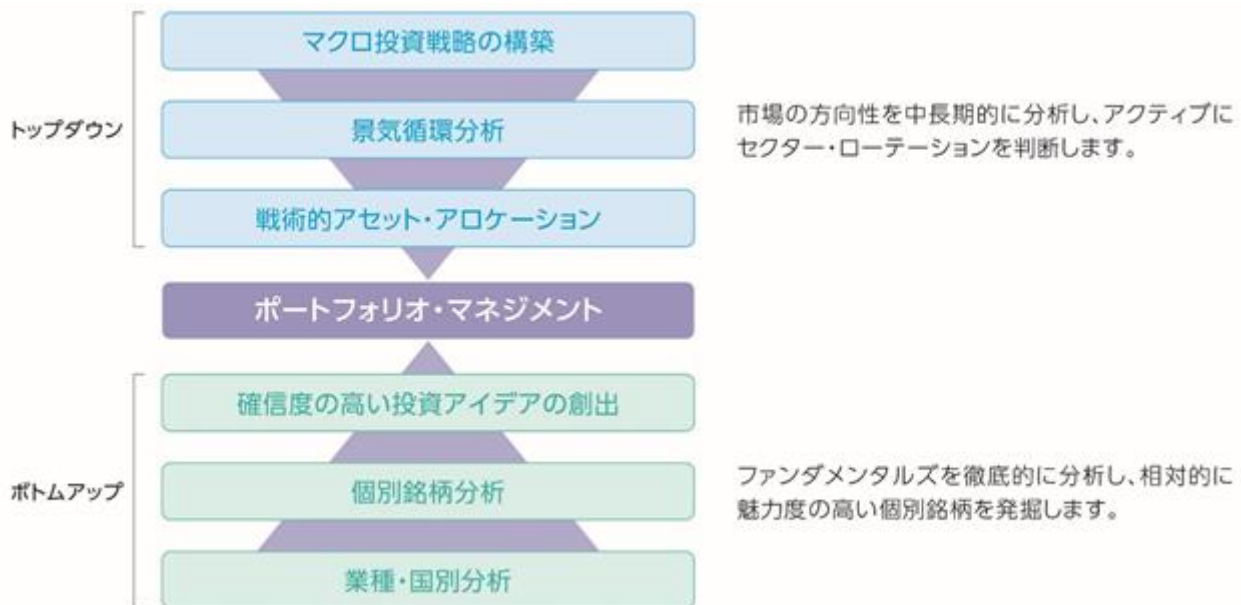 マクロ投資戦略の構築
トップダウン
景気循環分析
戦術的アセット・アロケーション
市場の方向性を中長期的に分析し、アクティブに
セクター・ローテーションを判断します。
ポートフォリオ・マネジメント
確信度の高い投資アイデアの創出
ボトムアップ
個別銘柄分析
業種・国別分析
ファンダメンタルズを徹底的に分析し、相対的に
魅力度の高い個別銘柄を発掘します。